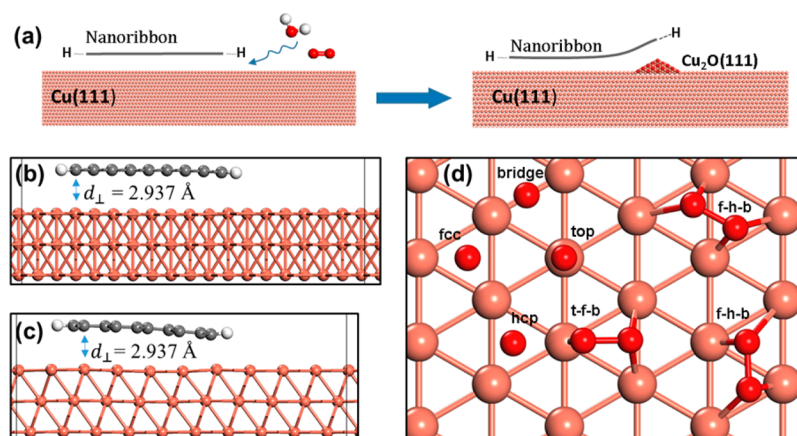 (a)
H Nanoribbon H
Cu(111)
H Nanoribbon H
Cu₂O(111)
Cu(111)
(b)
d⊥ = 2.937 Å
(c)
d⊥ = 2.937 Å
(d)
bridge
f-h-b
fcc
top
hcp
t-f-b
f-h-b